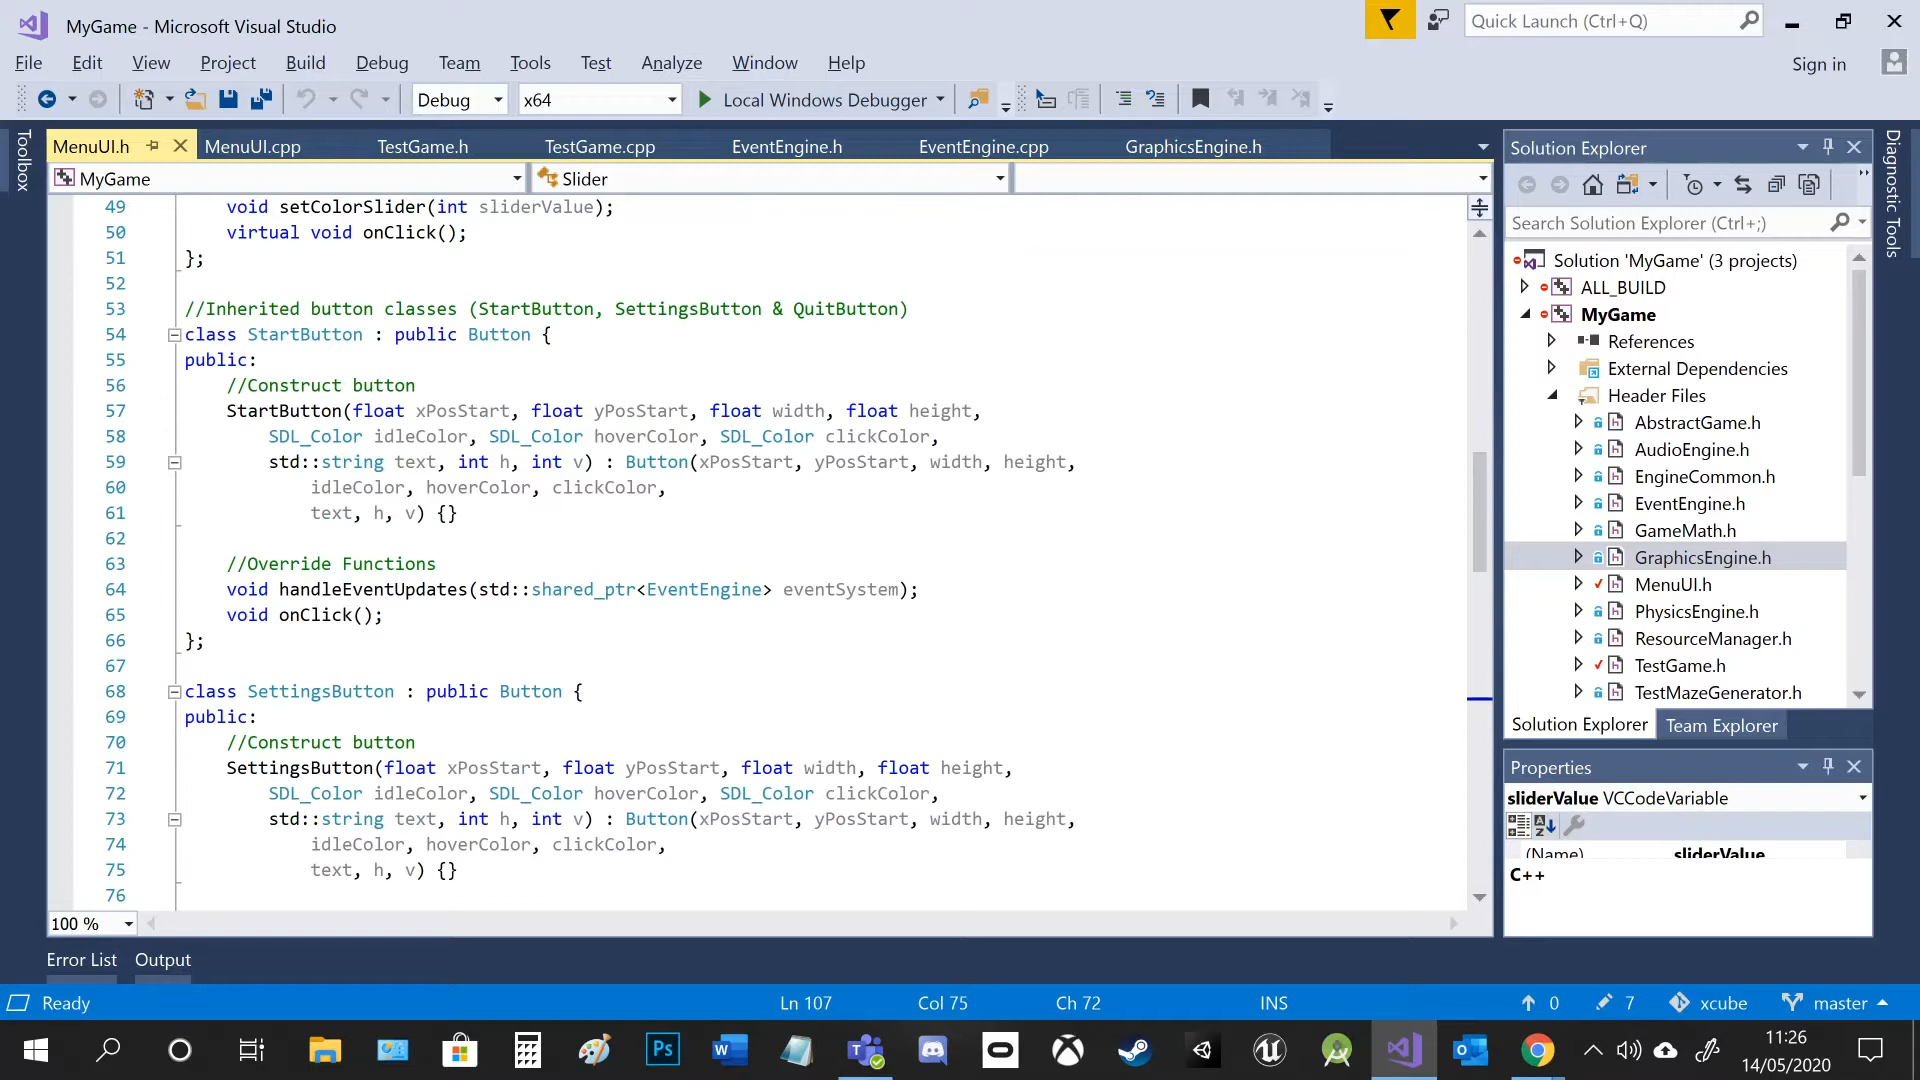 MyGame - Microsoft Visual Studio
Quick Launch (Ctrl+Q)
File Edit View Project Build Debug Team Tools Test Analyze Window Help
Sign in
Debug x64 Local Windows Debugger
Toolbox
MenuUI.h MenuUI.cpp TestGame.h TestGame.cpp EventEngine.h EventEngine.cpp GraphicsEngine.h
MyGame Slider
49 void setColorSlider(int sliderValue);
50 virtual void onClick();
51 };
52
53 //Inherited button classes (StartButton, SettingsButton & QuitButton)
54 class StartButton : public Button {
55 public:
56 //Construct button
57 StartButton(float xPosStart, float yPosStart, float width, float height,
58 SDL_Color idleColor, SDL_Color hoverColor, SDL_Color clickColor,
59 std::string text, int h, int v) : Button(xPosStart, yPosStart, width, height,
60 idleColor, hoverColor, clickColor,
61 text, h, v) {}
62
63 //Override Functions
64 void handleEventUpdates(std::shared_ptr<EventEngine> eventSystem);
65 void onClick();
66 };
67
68 class SettingsButton : public Button {
69 public:
70 //Construct button
71 SettingsButton(float xPosStart, float yPosStart, float width, float height,
72 SDL_Color idleColor, SDL_Color hoverColor, SDL_Color clickColor,
73 std::string text, int h, int v) : Button(xPosStart, yPosStart, width, height,
74 idleColor, hoverColor, clickColor,
75 text, h, v) {}
76
100 %
Solution Explorer
Search Solution Explorer (Ctrl+;)
Solution 'MyGame' (3 projects)
ALL_BUILD
MyGame
References
External Dependencies
Header Files
AbstractGame.h
AudioEngine.h
EngineCommon.h
EventEngine.h
GameMath.h
GraphicsEngine.h
MenuUI.h
PhysicsEngine.h
ResourceManager.h
TestGame.h
TestMazeGenerator.h
Solution Explorer Team Explorer
Properties
sliderValue VCCodeVariable
(Name) sliderValue
C++
Diagnostic Tools
Error List Output
Ready Ln 107 Col 75 Ch 72 INS 0 7 xcube master
11:26
14/05/2020